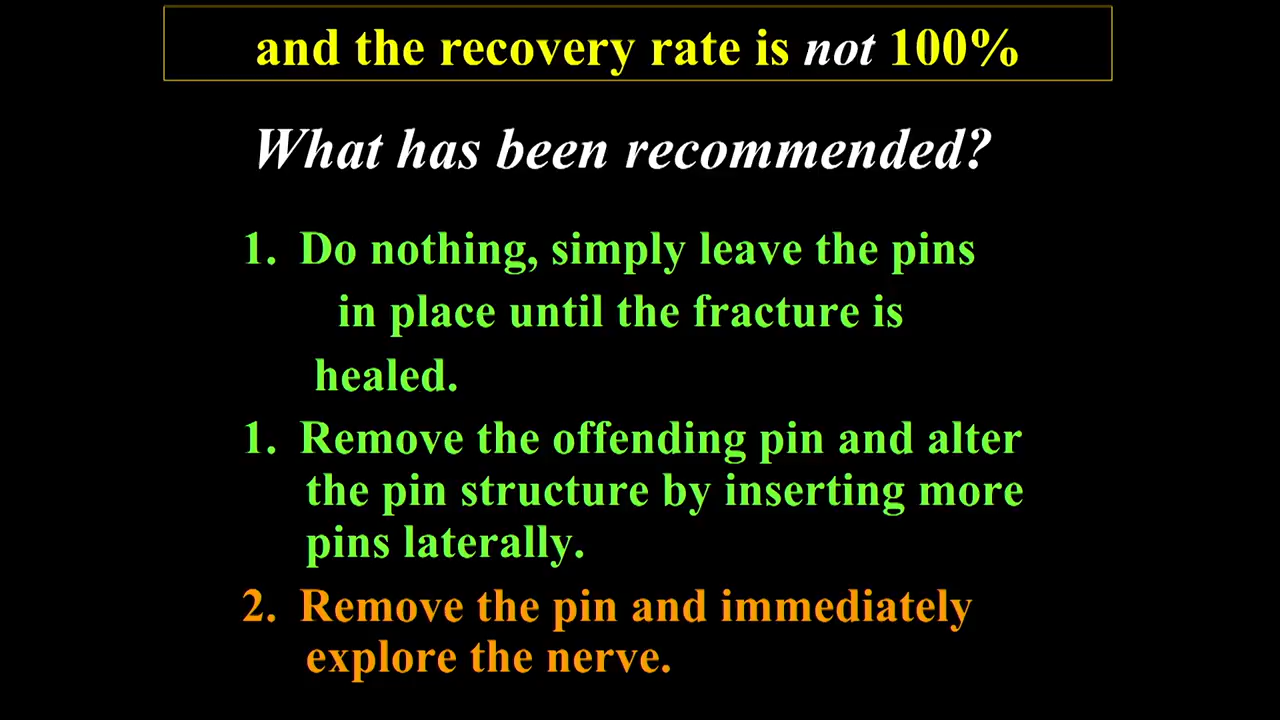 and the recovery rate is not 100%
What has been recommended?
1. Do nothing, simply leave the pins
in place until the fracture is
healed.
1. Remove the offending pin and alter
the pin structure by inserting more
pins laterally.
2. Remove the pin and immediately
explore the nerve.